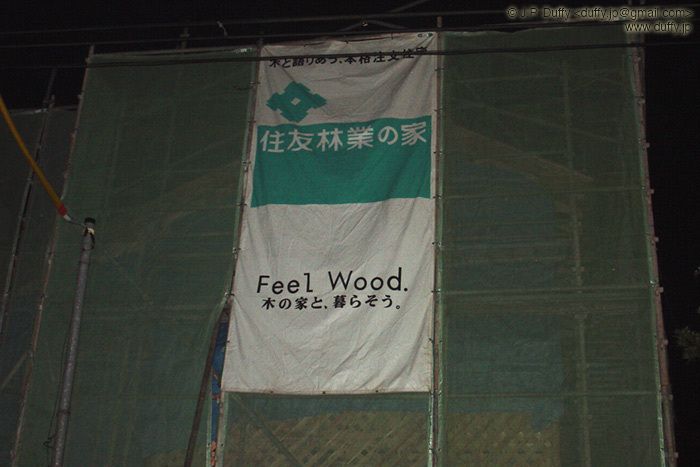 © J P Duffy <duffy.jp@gmail.com>
www.duffy.jp
木と語りあう、本格注文住宅
住友林業の家
Feel Wood.
木の家と、暮らそう。